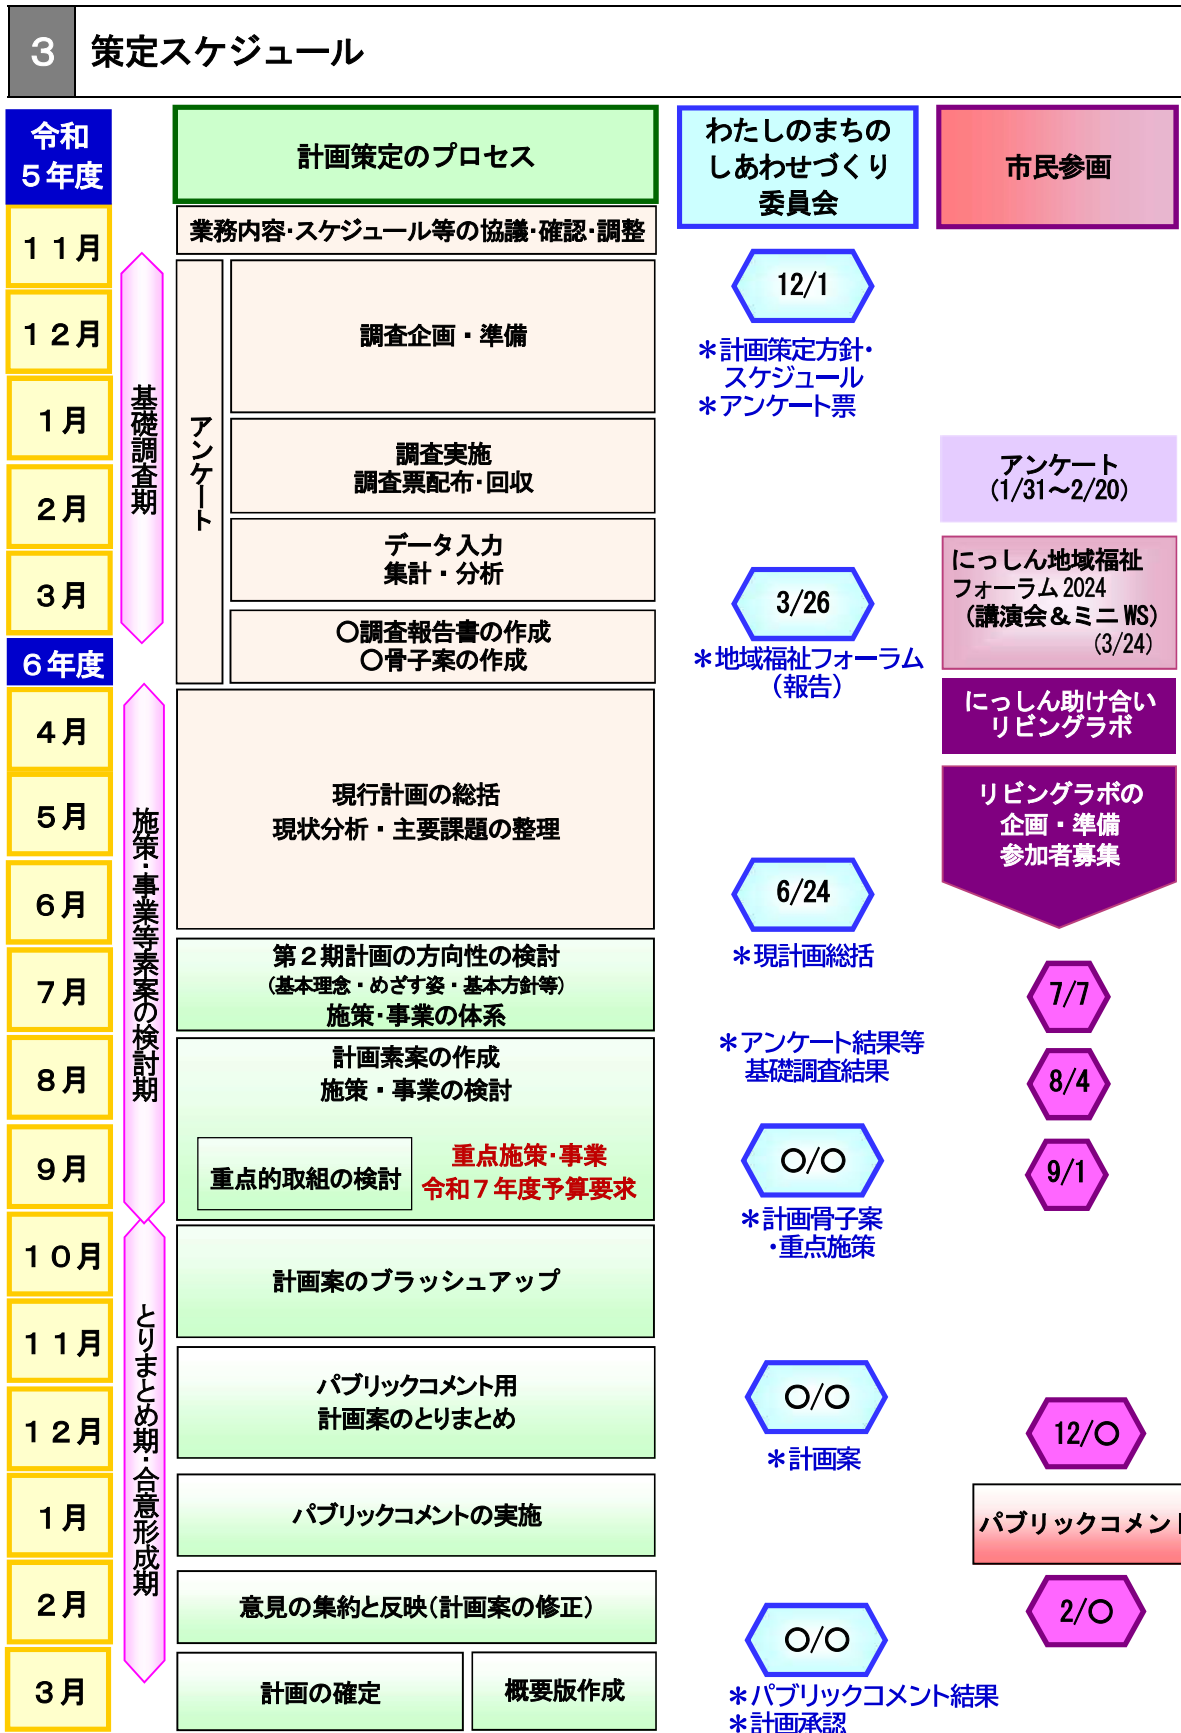 3 策定スケジュール
令和
5年度
計画策定のプロセス
わたしのまちの
しあわせづくり
委員会
市民参画
11月
12月
1月
2月
3月
6年度
4月
5月
6月
7月
8月
9月
10月
11月
12月
1月
2月
3月
基礎調査期
施策・事業等素案の検討期
とりまとめ期・合意形成期
業務内容・スケジュール等の協議・確認・調整
アンケート
調査企画・準備
調査実施
調査票配布・回収
データ入力
集計・分析
〇調査報告書の作成
〇骨子案の作成
現行計画の総括
現状分析・主要課題の整理
第2期計画の方向性の検討
(基本理念・めざす姿・基本方針等)
施策・事業の体系
計画素案の作成
施策・事業の検討
重点的取組の検討
重点施策・事業
令和7年度予算要求
計画案のブラッシュアップ
パブリックコメント用
計画案のとりまとめ
パブリックコメントの実施
意見の集約と反映(計画案の修正)
計画の確定
概要版作成
12/1
*計画策定方針・
スケジュール
*アンケート票
3/26
*地域福祉フォーラム
(報告)
6/24
*現計画総括
*アンケート結果等
基礎調査結果
〇/〇
*計画骨子案
・重点施策
〇/〇
*計画案
〇/〇
*パブリックコメント結果
*計画承認
アンケート
(1/31～2/20)
にっしん地域福祉
フォーラム2024
(講演会&ミニWS)
(3/24)
にっしん助け合い
リビングラボ
リビングラボの
企画・準備
参加者募集
7/7
8/4
9/1
12/〇
パブリックコメント
2/〇